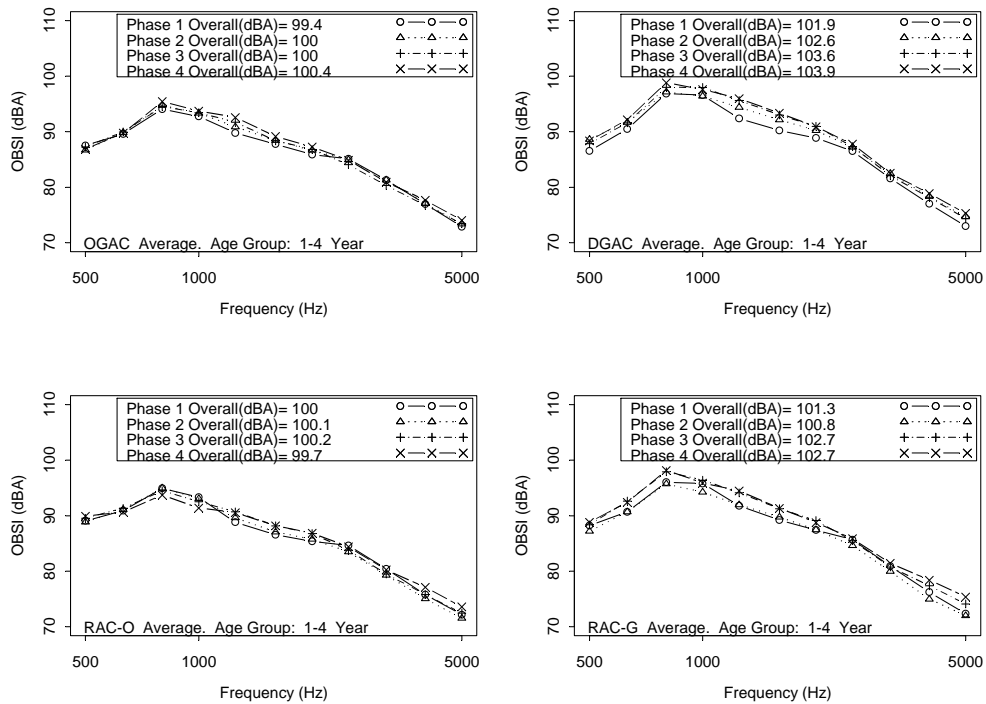 Phase 1 Overall(dBA)= 99.4
Phase 2 Overall(dBA)= 100
Phase 3 Overall(dBA)= 100
Phase 4 Overall(dBA)= 100.4
110
100
90
80
70
OBSI (dBA)
OGAC Average. Age Group: 1-4 Year
500 1000 5000
Frequency (Hz)
Phase 1 Overall(dBA)= 101.9
Phase 2 Overall(dBA)= 102.6
Phase 3 Overall(dBA)= 103.6
Phase 4 Overall(dBA)= 103.9
110
100
90
80
70
OBSI (dBA)
DGAC Average. Age Group: 1-4 Year
500 1000 5000
Frequency (Hz)
Phase 1 Overall(dBA)= 100
Phase 2 Overall(dBA)= 100.1
Phase 3 Overall(dBA)= 100.2
Phase 4 Overall(dBA)= 99.7
110
100
90
80
70
OBSI (dBA)
RAC-O Average. Age Group: 1-4 Year
500 1000 5000
Frequency (Hz)
Phase 1 Overall(dBA)= 101.3
Phase 2 Overall(dBA)= 100.8
Phase 3 Overall(dBA)= 102.7
Phase 4 Overall(dBA)= 102.7
110
100
90
80
70
OBSI (dBA)
RAC-G Average. Age Group: 1-4 Year
500 1000 5000
Frequency (Hz)